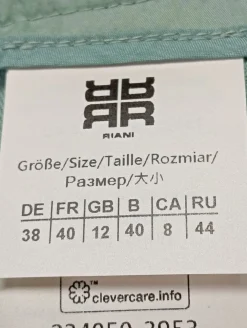 RIANI
Größe/Size/Taille/Rozmiar/
Размер/大小
DE FR GB B CA RU
38 40 12 40 8 44
clevercare.info